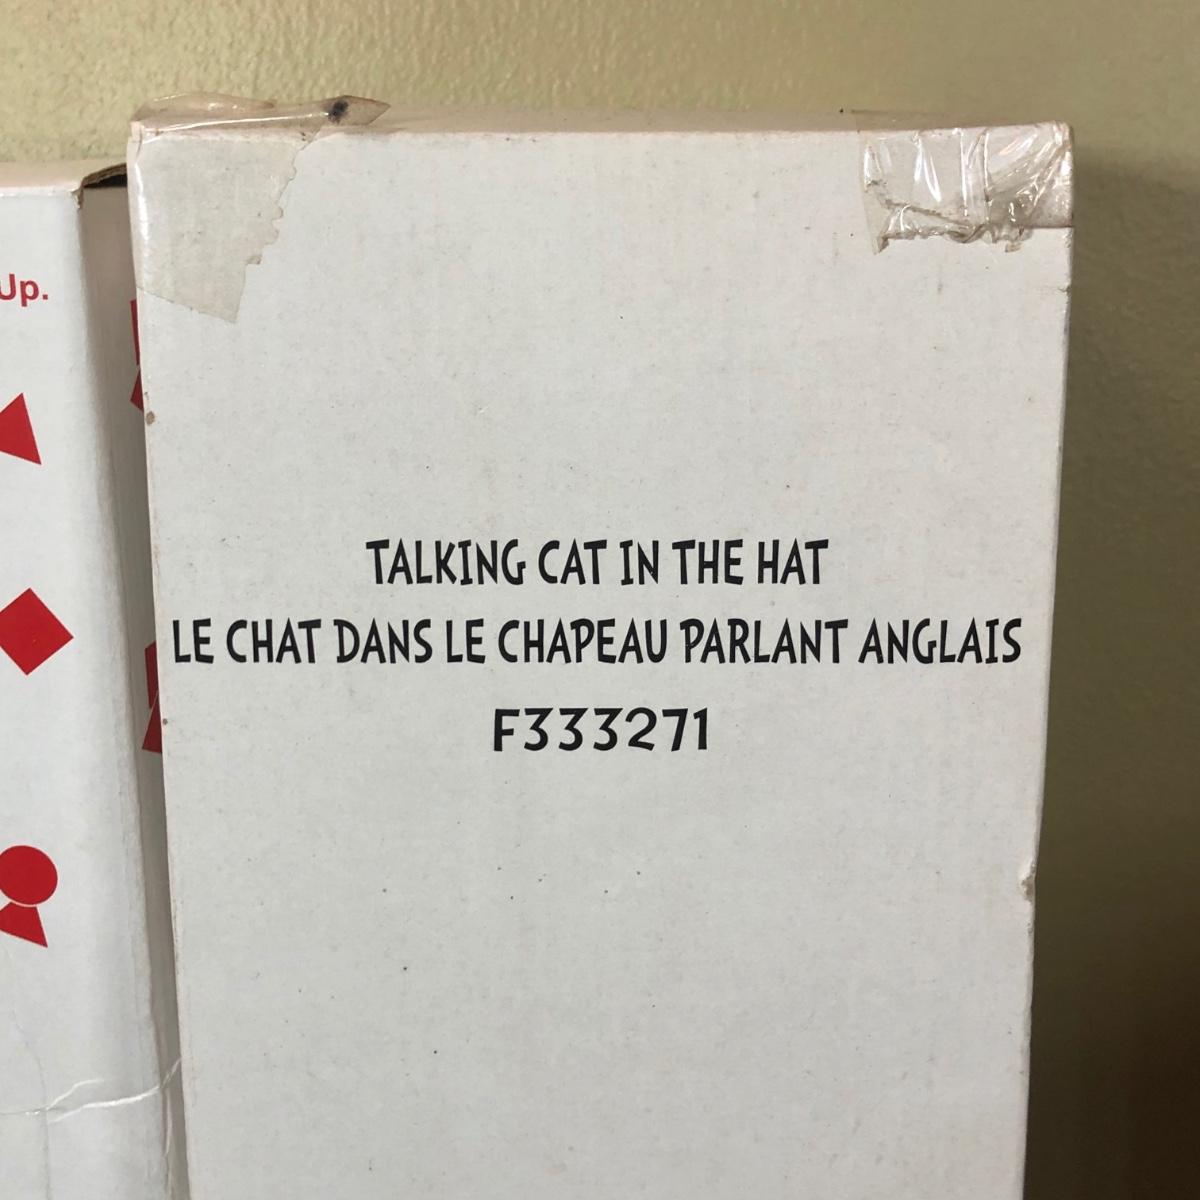 Up.
TALKING CAT IN THE HAT
LE CHAT DANS LE CHAPEAU PARLANT ANGLAIS
F333271